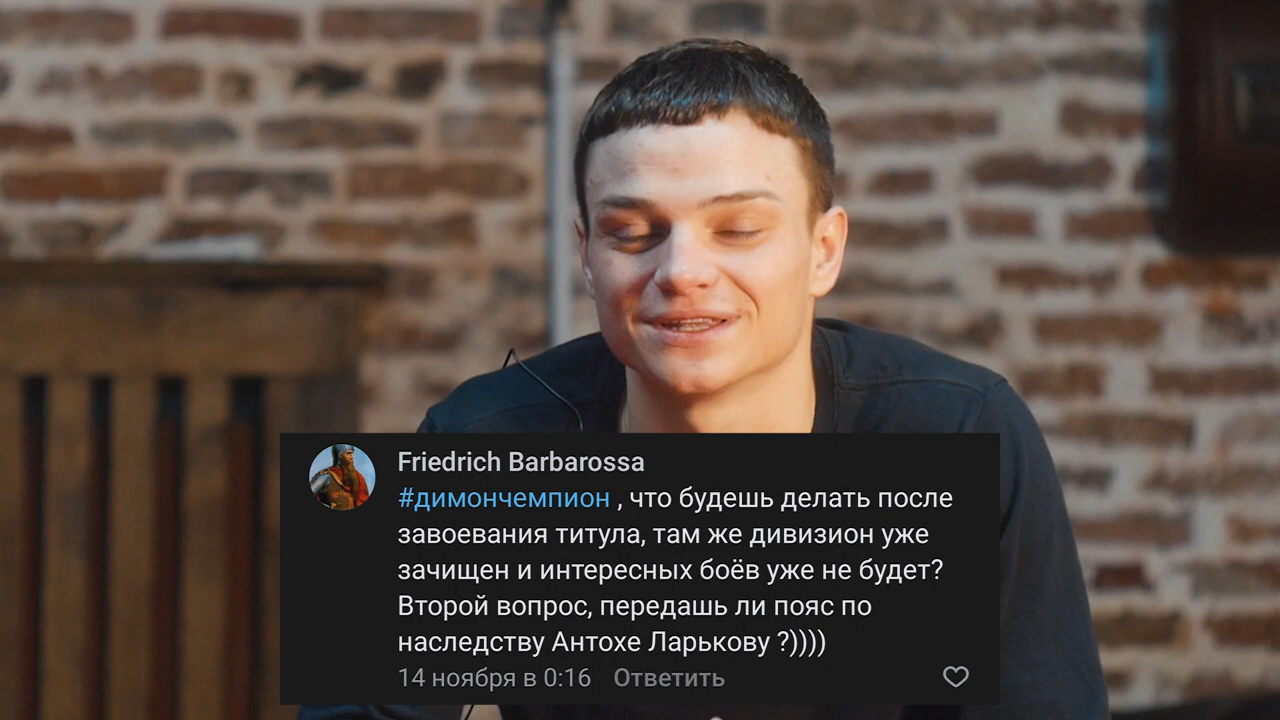 Friedrich Barbarossa
#димончемпион , что будешь делать после
завоевания титула, там же дивизион уже
зачищен и интересных боёв уже не будет?
Второй вопрос, передашь ли пояс по
наследству Антохе Ларькову ?))))
14 ноября в 0:16 Ответить